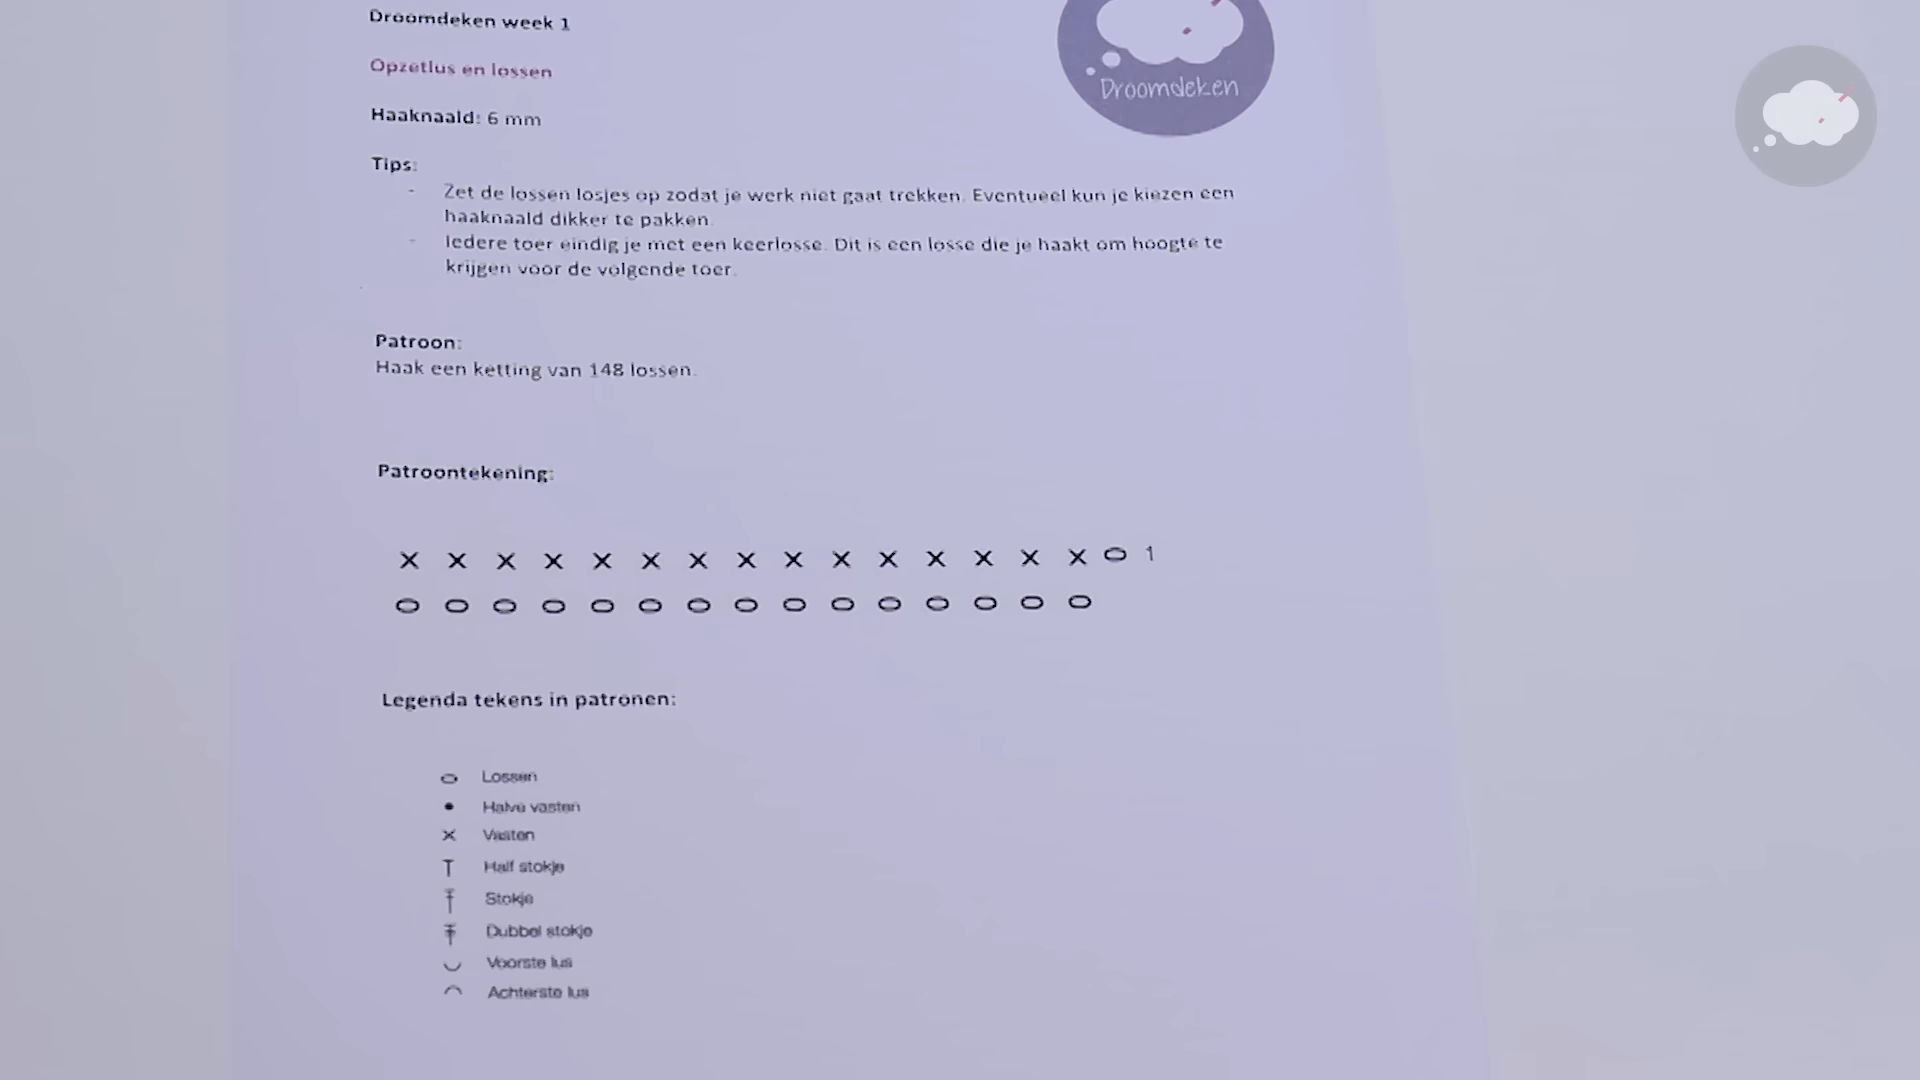 Droomdeken week 1
Droomdeken
Opzetlus en lossen
Haaknaald: 6 mm
Tips:
- Zet de lossen losjes op zodat je werk niet gaat trekken. Eventueel kun je kiezen een
haaknaald dikker te pakken.
- Iedere toer eindig je met een keerlosse. Dit is een losse die je haakt om hoogte te
krijgen voor de volgende toer.
Patroon:
Haak een ketting van 148 lossen.
Patroontekening:
1
Legenda tekens in patronen:
Lossen
Halve vasten
Vasten
Half stokje
Stokje
Dubbel stokje
Voorste lus
Achterste lus